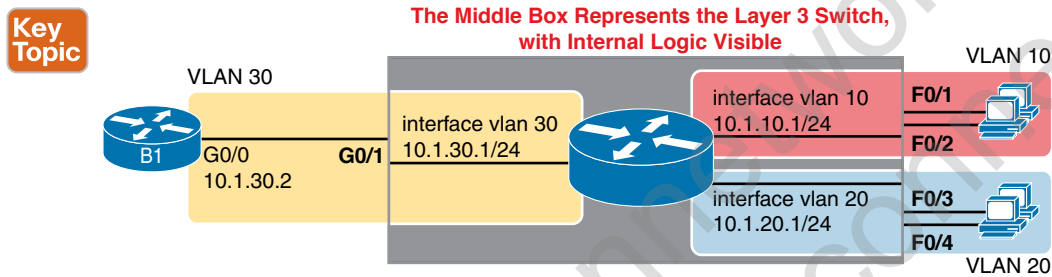 Key
Topic
The Middle Box Represents the Layer 3 Switch,
with Internal Logic Visible
VLAN 30
VLAN 10
B1
G0/0
10.1.30.2
G0/1
interface vlan 30
10.1.30.1/24
interface vlan 10
10.1.10.1/24
F0/1
F0/2
interface vlan 20
10.1.20.1/24
F0/3
F0/4
VLAN 20